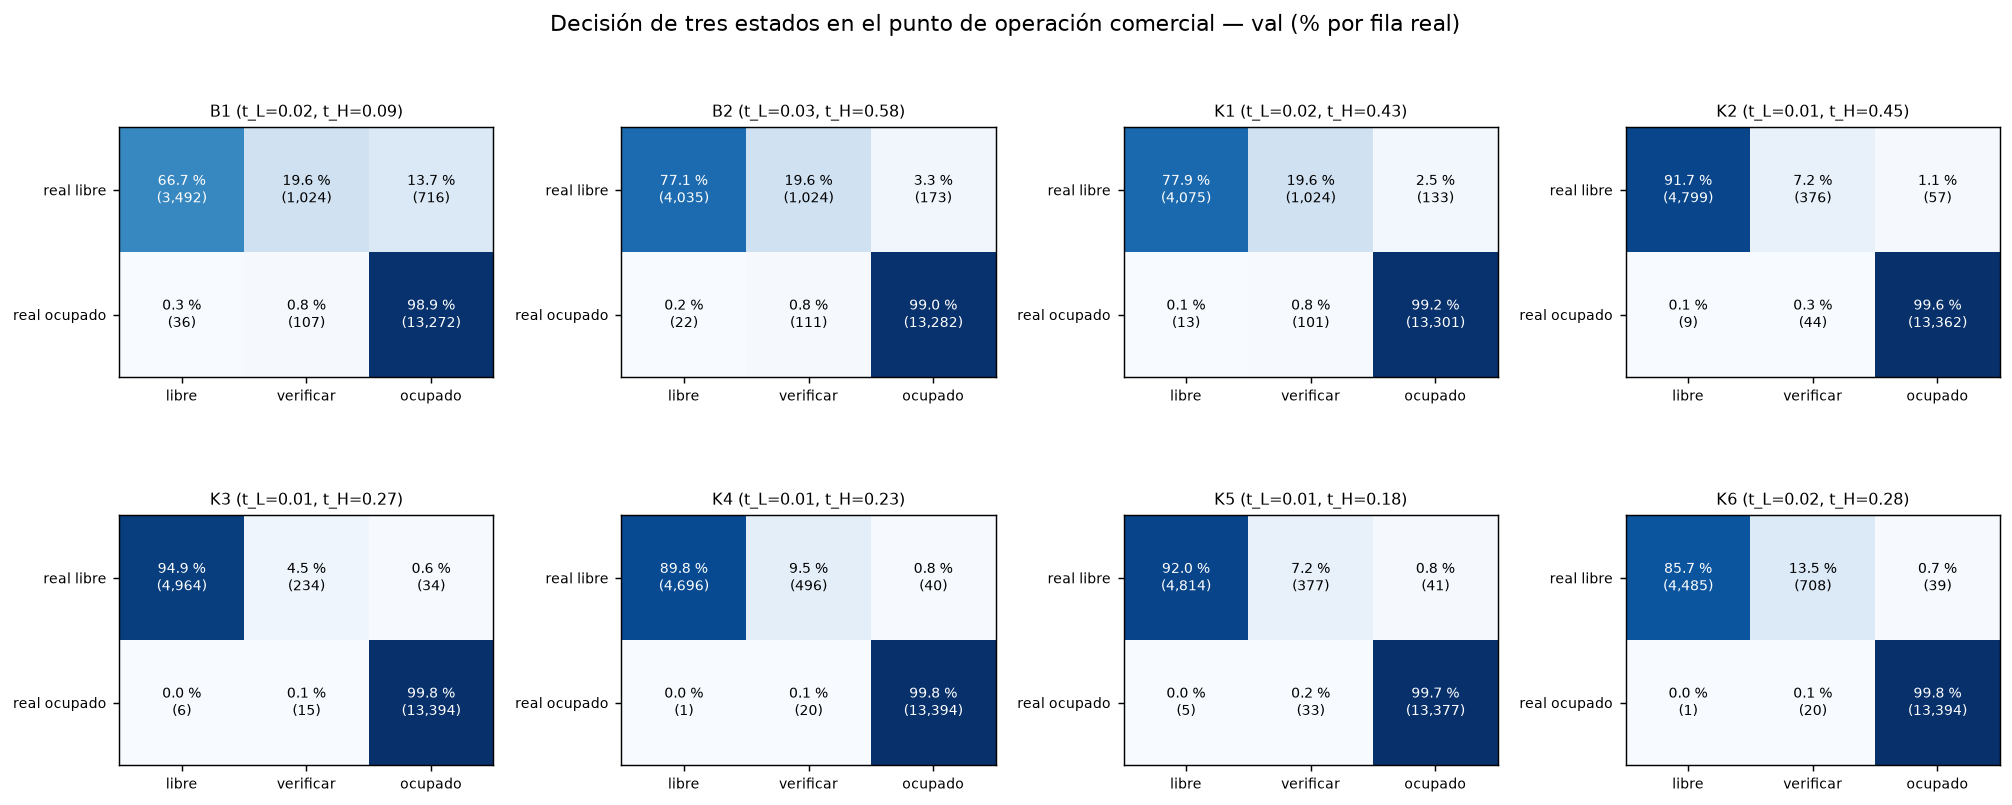 Decisión de tres estados en el punto de operación comercial — val (% por fila real)
B1 (t_L=0.02, t_H=0.09)
real libre
66.7 %
(3,492)
19.6 %
(1,024)
13.7 %
(716)
real ocupado
0.3 %
(36)
0.8 %
(107)
98.9 %
(13,272)
libre
verificar
ocupado
B2 (t_L=0.03, t_H=0.58)
real libre
77.1 %
(4,035)
19.6 %
(1,024)
3.3 %
(173)
real ocupado
0.2 %
(22)
0.8 %
(111)
99.0 %
(13,282)
libre
verificar
ocupado
K1 (t_L=0.02, t_H=0.43)
real libre
77.9 %
(4,075)
19.6 %
(1,024)
2.5 %
(133)
real ocupado
0.1 %
(13)
0.8 %
(101)
99.2 %
(13,301)
libre
verificar
ocupado
K2 (t_L=0.01, t_H=0.45)
real libre
91.7 %
(4,799)
7.2 %
(376)
1.1 %
(57)
real ocupado
0.1 %
(9)
0.3 %
(44)
99.6 %
(13,362)
libre
verificar
ocupado
K3 (t_L=0.01, t_H=0.27)
real libre
94.9 %
(4,964)
4.5 %
(234)
0.6 %
(34)
real ocupado
0.0 %
(6)
0.1 %
(15)
99.8 %
(13,394)
libre
verificar
ocupado
K4 (t_L=0.01, t_H=0.23)
real libre
89.8 %
(4,696)
9.5 %
(496)
0.8 %
(40)
real ocupado
0.0 %
(1)
0.1 %
(20)
99.8 %
(13,394)
libre
verificar
ocupado
K5 (t_L=0.01, t_H=0.18)
real libre
92.0 %
(4,814)
7.2 %
(377)
0.8 %
(41)
real ocupado
0.0 %
(5)
0.2 %
(33)
99.7 %
(13,377)
libre
verificar
ocupado
K6 (t_L=0.02, t_H=0.28)
real libre
85.7 %
(4,485)
13.5 %
(708)
0.7 %
(39)
real ocupado
0.0 %
(1)
0.1 %
(20)
99.8 %
(13,394)
libre
verificar
ocupado